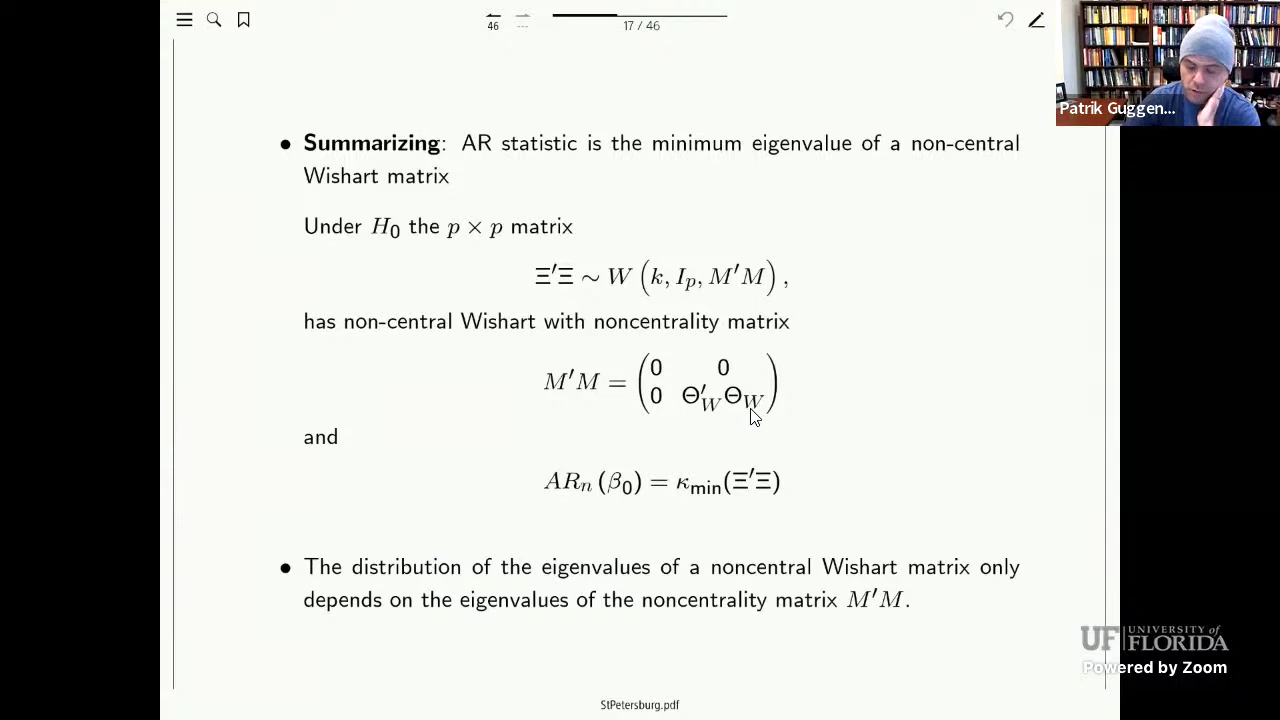 46
17 / 46
Patrik Guggen...
• Summarizing: AR statistic is the minimum eigenvalue of a non-central
Wishart matrix
Under H₀ the p × p matrix
Ξ′Ξ ∼ W (k, Iₚ, M′M),
has non-central Wishart with noncentrality matrix
M′M = (0 0
0 Θ′_WΘ_W)
and
ARₙ (β₀) = κ_min(Ξ′Ξ)
• The distribution of the eigenvalues of a noncentral Wishart matrix only
depends on the eigenvalues of the noncentrality matrix M′M.
UF UNIVERSITY of
FLORIDA
Powered by Zoom
StPetersburg.pdf